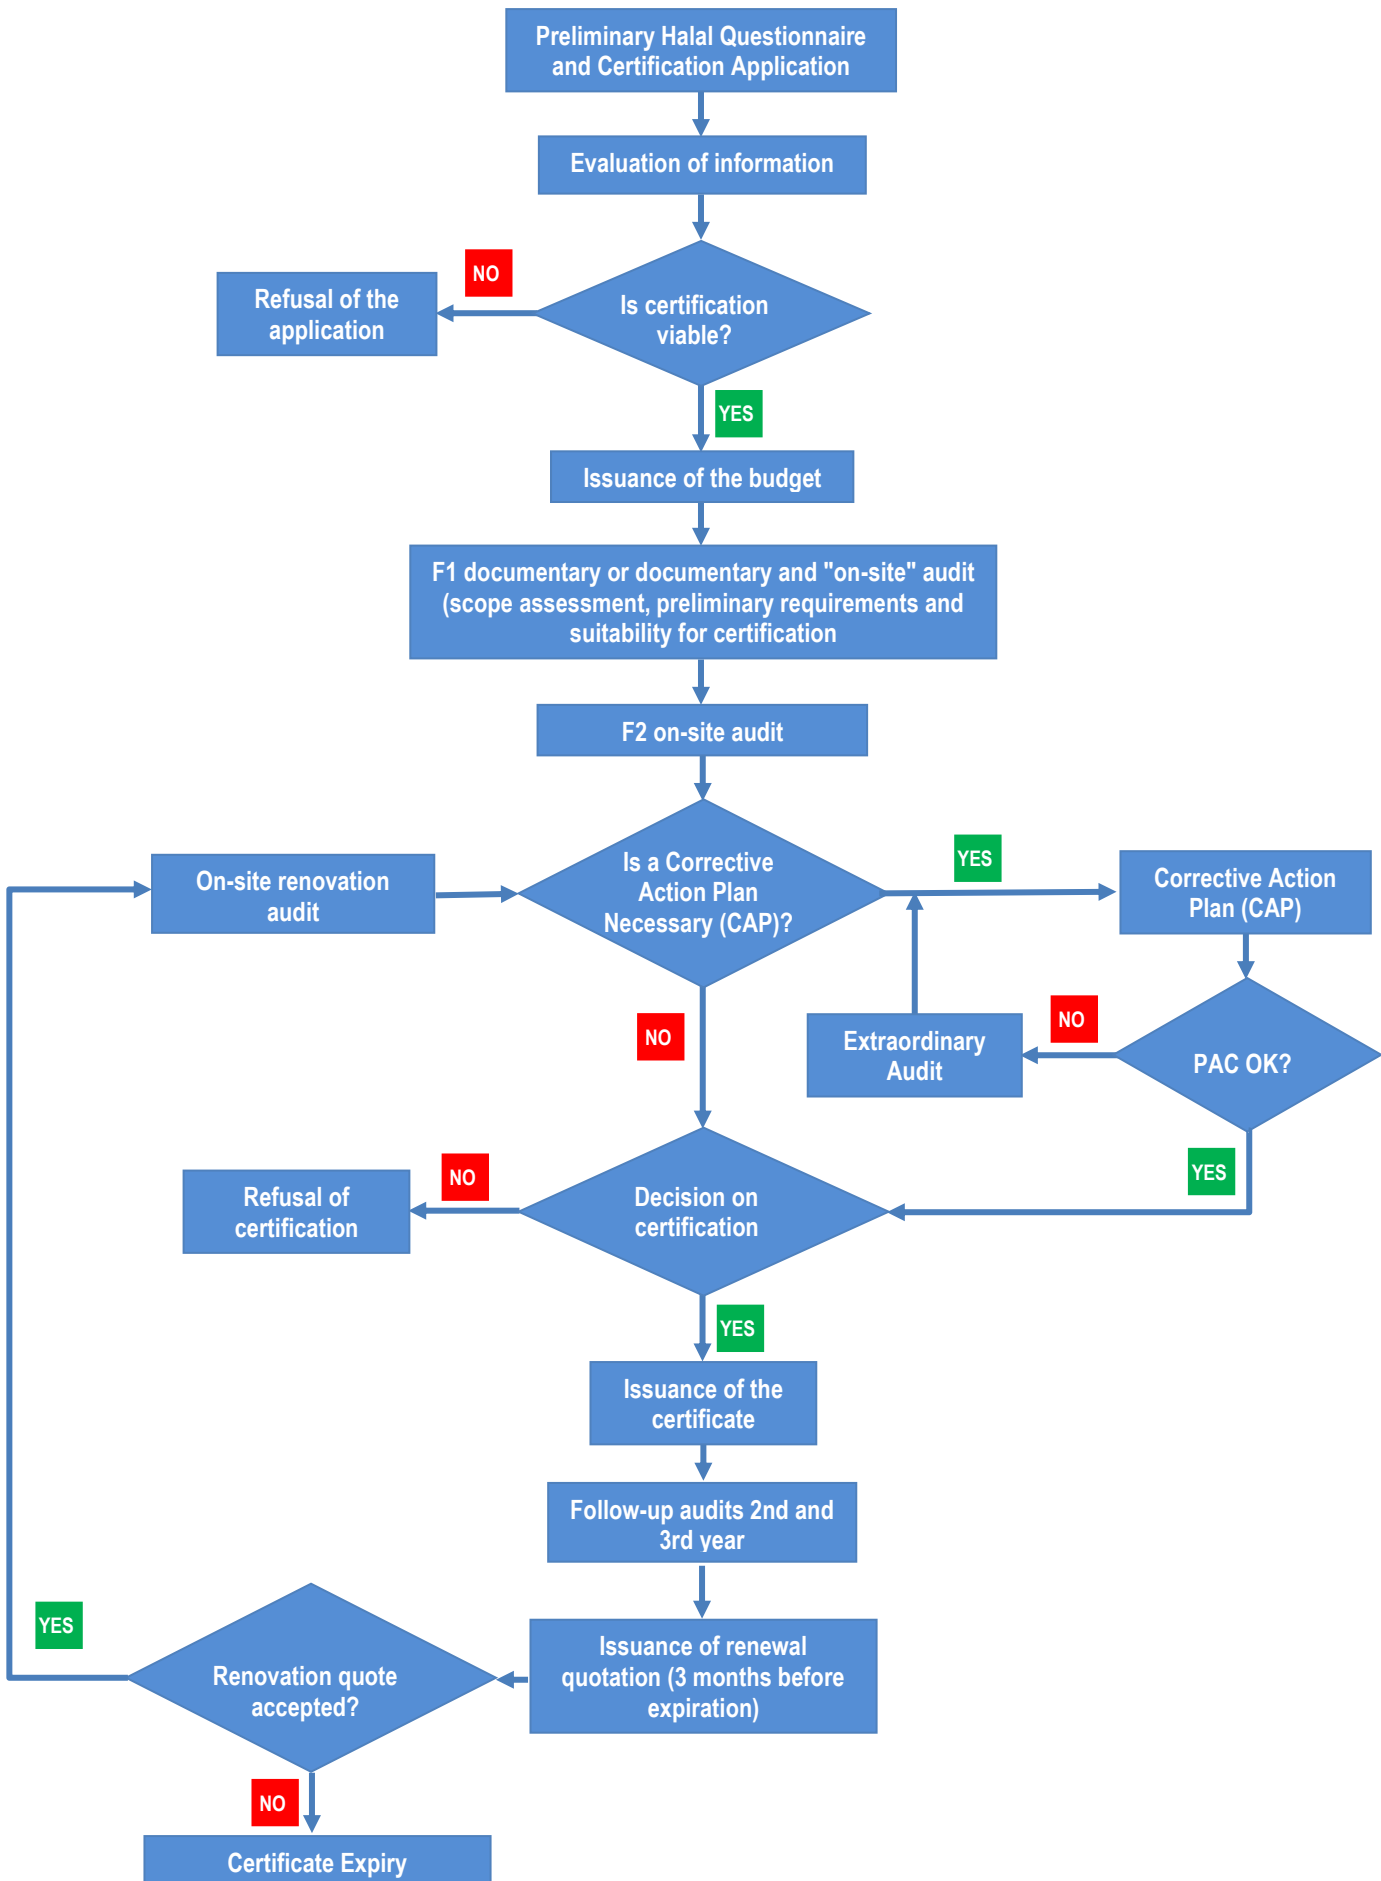 Preliminary Halal Questionnaire
and Certification Application
Evaluation of information
NO
Refusal of the
application
Is certification
viable?
YES
Issuance of the budget
F1 documentary or documentary and "on-site" audit
(scope assessment, preliminary requirements and
suitability for certification
F2 on-site audit
On-site renovation
audit
Is a Corrective
Action Plan
Necessary (CAP)?
YES
Corrective Action
Plan (CAP)
NO
Extraordinary
Audit
NO
PAC OK?
YES
Refusal of
certification
NO
Decision on
certification
YES
Issuance of the
certificate
Follow-up audits 2nd and
3rd year
Issuance of renewal
quotation (3 months before
expiration)
YES
Renovation quote
accepted?
NO
Certificate Expiry